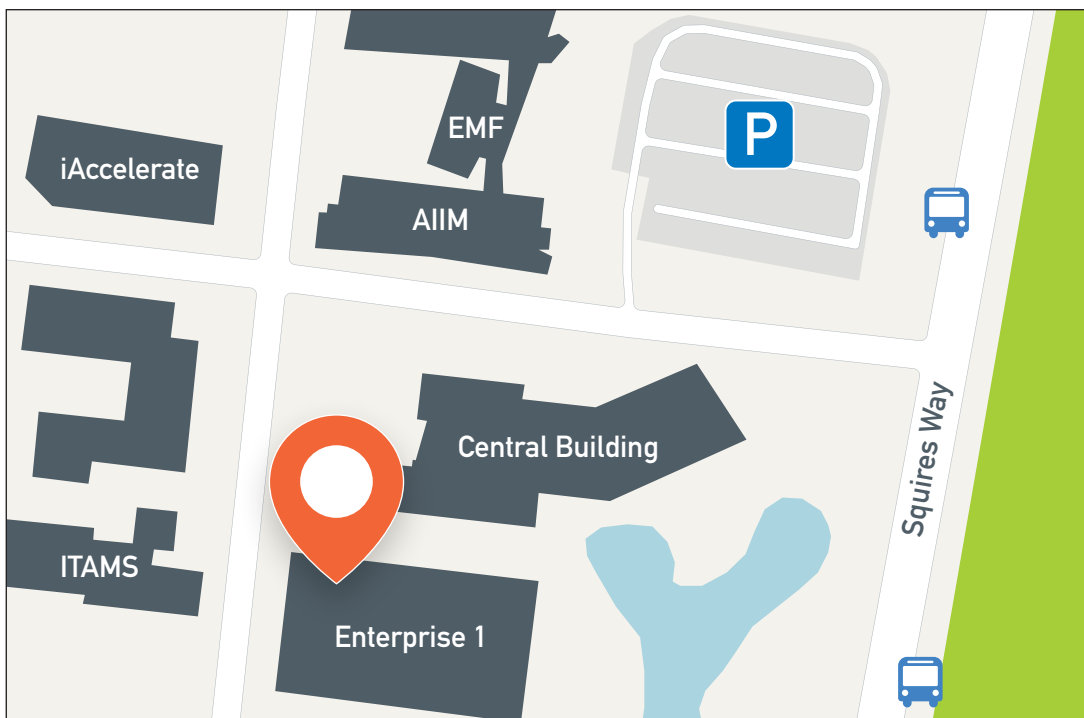 EMF
P
iAccelerate
AIIM
Squires Way
Central Building
ITAMS
Enterprise 1